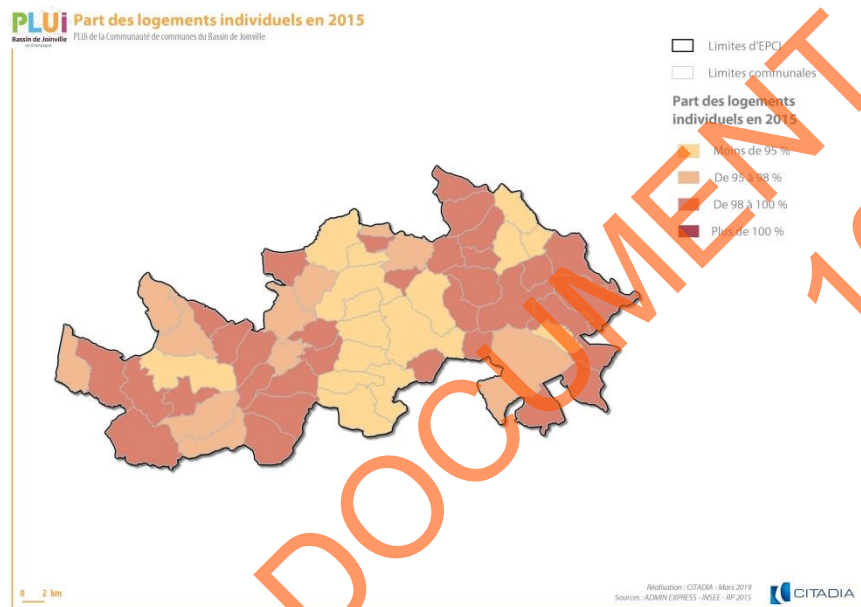 PLUi
Bassin de Joinville
en Champagne
Part des logements individuels en 2015
PLUi de la Communauté de communes du Bassin de Joinville
Limites d'EPCI
Limites communales
Part des logements
individuels en 2015
Moins de 95 %
De 95 à 98 %
De 98 à 100 %
Plus de 100 %
DOCUMENT
0 2 km
Réalisation : CITADIA - Mars 2019
Sources : ADMIN EXPRESS - INSEE - RP 2015
CITADIA